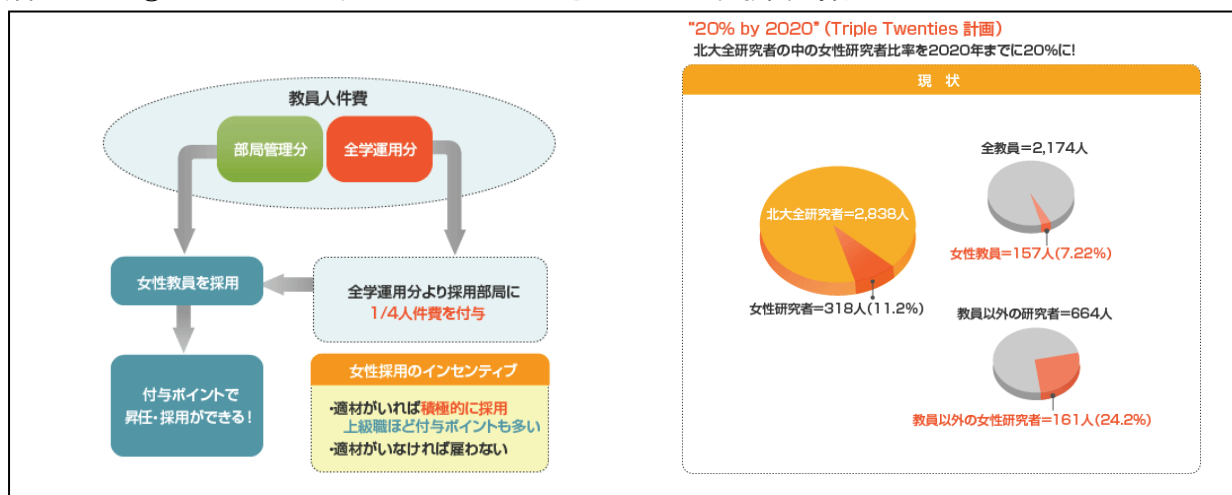 教員人件費
部局管理分
全学運用分
女性教員を採用
全学運用分より採用部局に
1/4人件費を付与
付与ポイントで
昇任・採用ができる!
女性採用のインセンティブ
・適材がいれば積極的に採用
上級職ほど付与ポイントも多い
・適材がいなければ雇わない
"20% by 2020" (Triple Twenties 計画)
北大全研究者の中の女性研究者比率を2020年までに20%に!
現 状
北大全研究者=2,838人
女性研究者=318人(11.2%)
全教員=2,174人
女性教員=157人(7.22%)
教員以外の研究者=664人
教員以外の女性研究者=161人(24.2%)